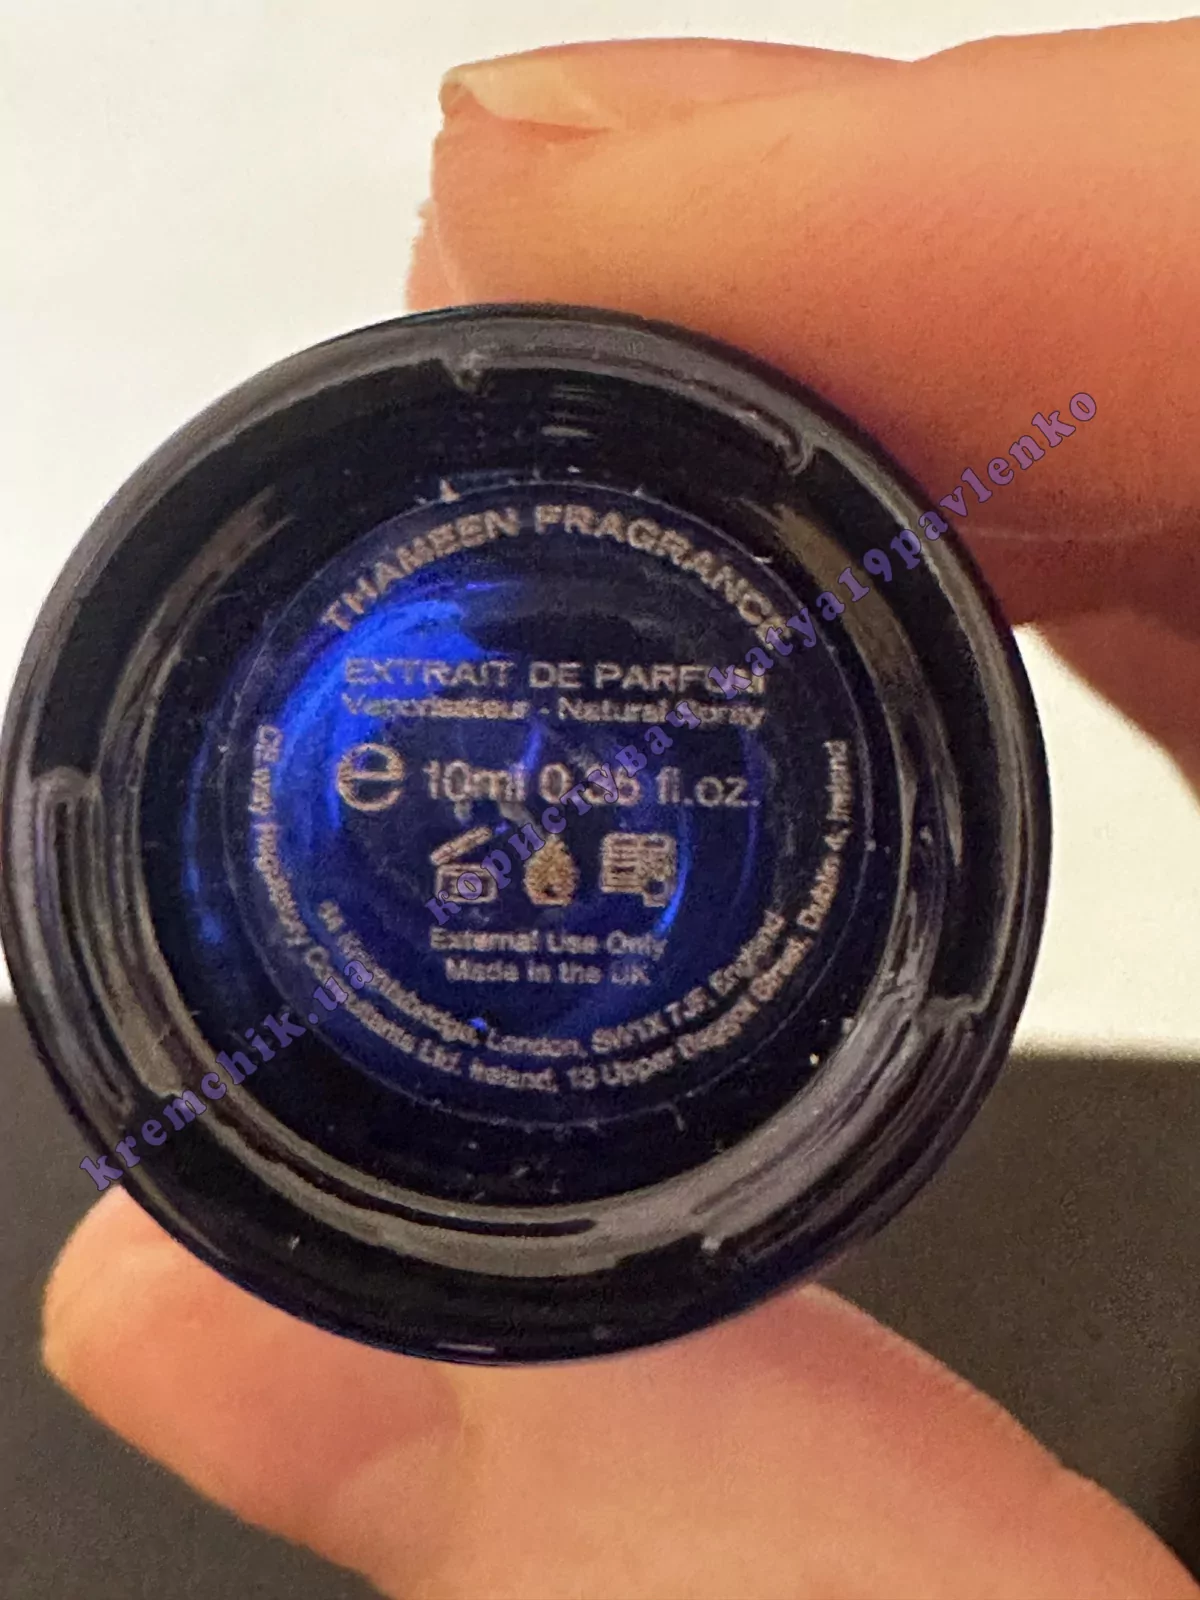 THAMEEN FRAGRANCE
EXTRAIT DE PARFUM
Vaporisateur - Natural Spray
e 10ml 0.35 fl.oz.
External Use Only
Made in the UK
London, SW1X 7JF. England
Ltd. Ireland, 13 Upper Baggot Street, Dublin 4, Ireland
kremchik.ua користувач katya19pavlenko